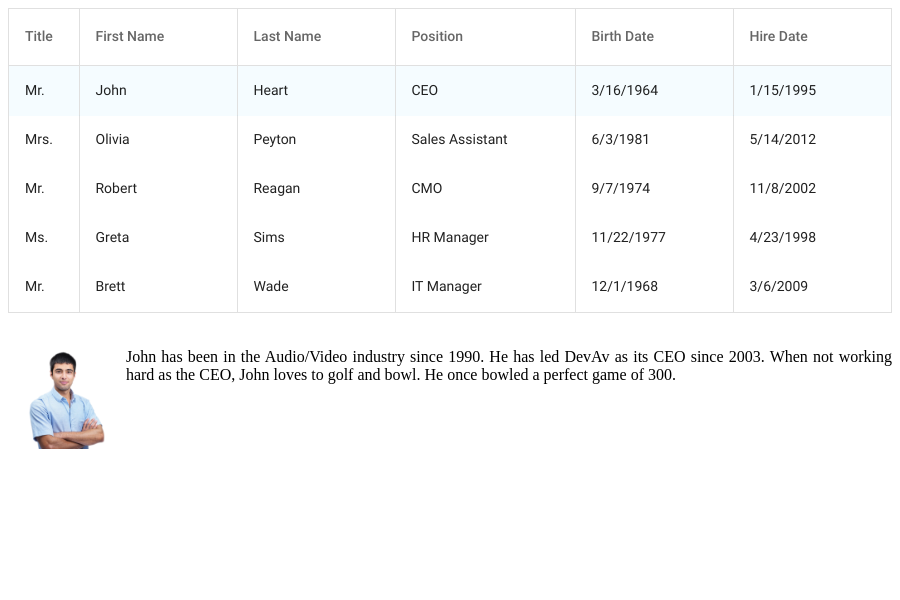 Title First Name Last Name Position Birth Date Hire Date
Mr. John Heart CEO 3/16/1964 1/15/1995
Mrs. Olivia Peyton Sales Assistant 6/3/1981 5/14/2012
Mr. Robert Reagan CMO 9/7/1974 11/8/2002
Ms. Greta Sims HR Manager 11/22/1977 4/23/1998
Mr. Brett Wade IT Manager 12/1/1968 3/6/2009
John has been in the Audio/Video industry since 1990. He has led DevAv as its CEO since 2003. When not working
hard as the CEO, John loves to golf and bowl. He once bowled a perfect game of 300.